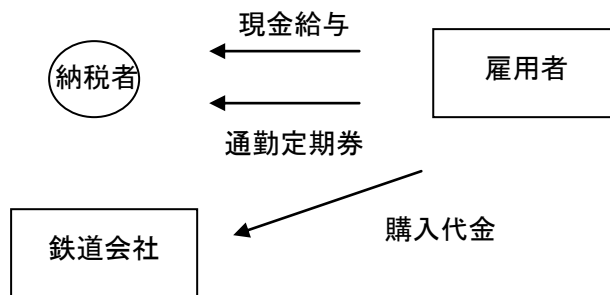 現金給与
納税者
雇用者
通勤定期券
購入代金
鉄道会社